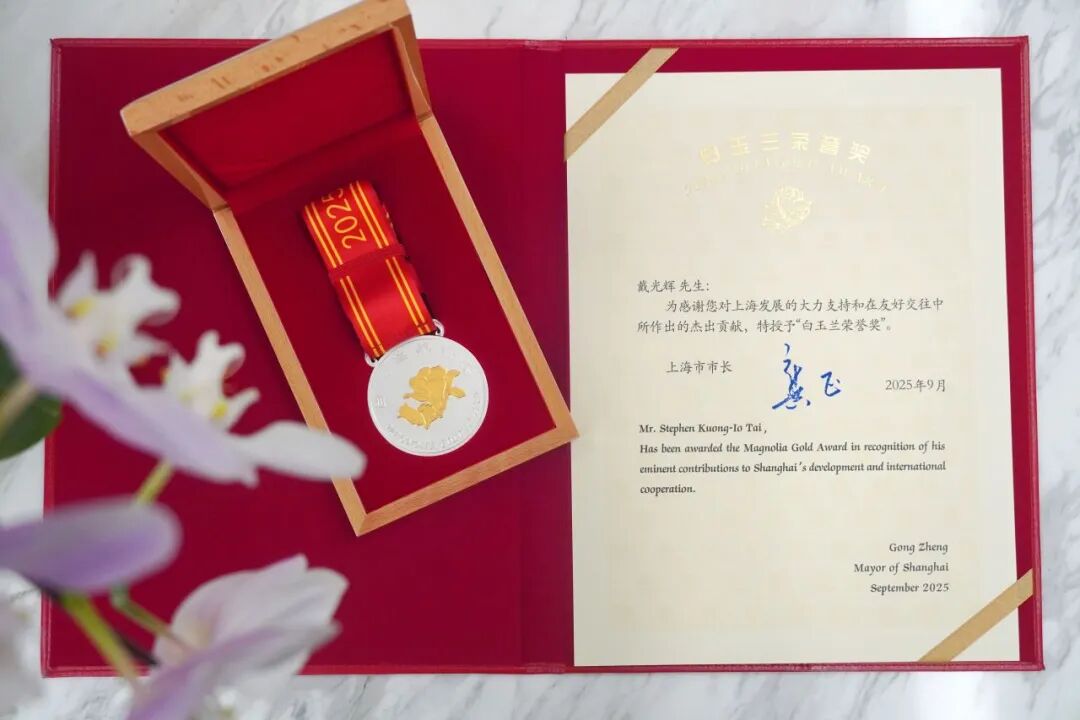 2025
白玉兰荣誉奖
戴光辉 先生：
为感谢您对上海发展的大力支持和在友好交往中
所作出的杰出贡献，特授予“白玉兰荣誉奖”。
上海市市长
龚正
2025年9月
Mr. Stephen Kuong-Io Tai ,
Has been awarded the Magnolia Gold Award in recognition of his
eminent contributions to Shanghai's development and international
cooperation.
Gong Zheng
Mayor of Shanghai
September 2025